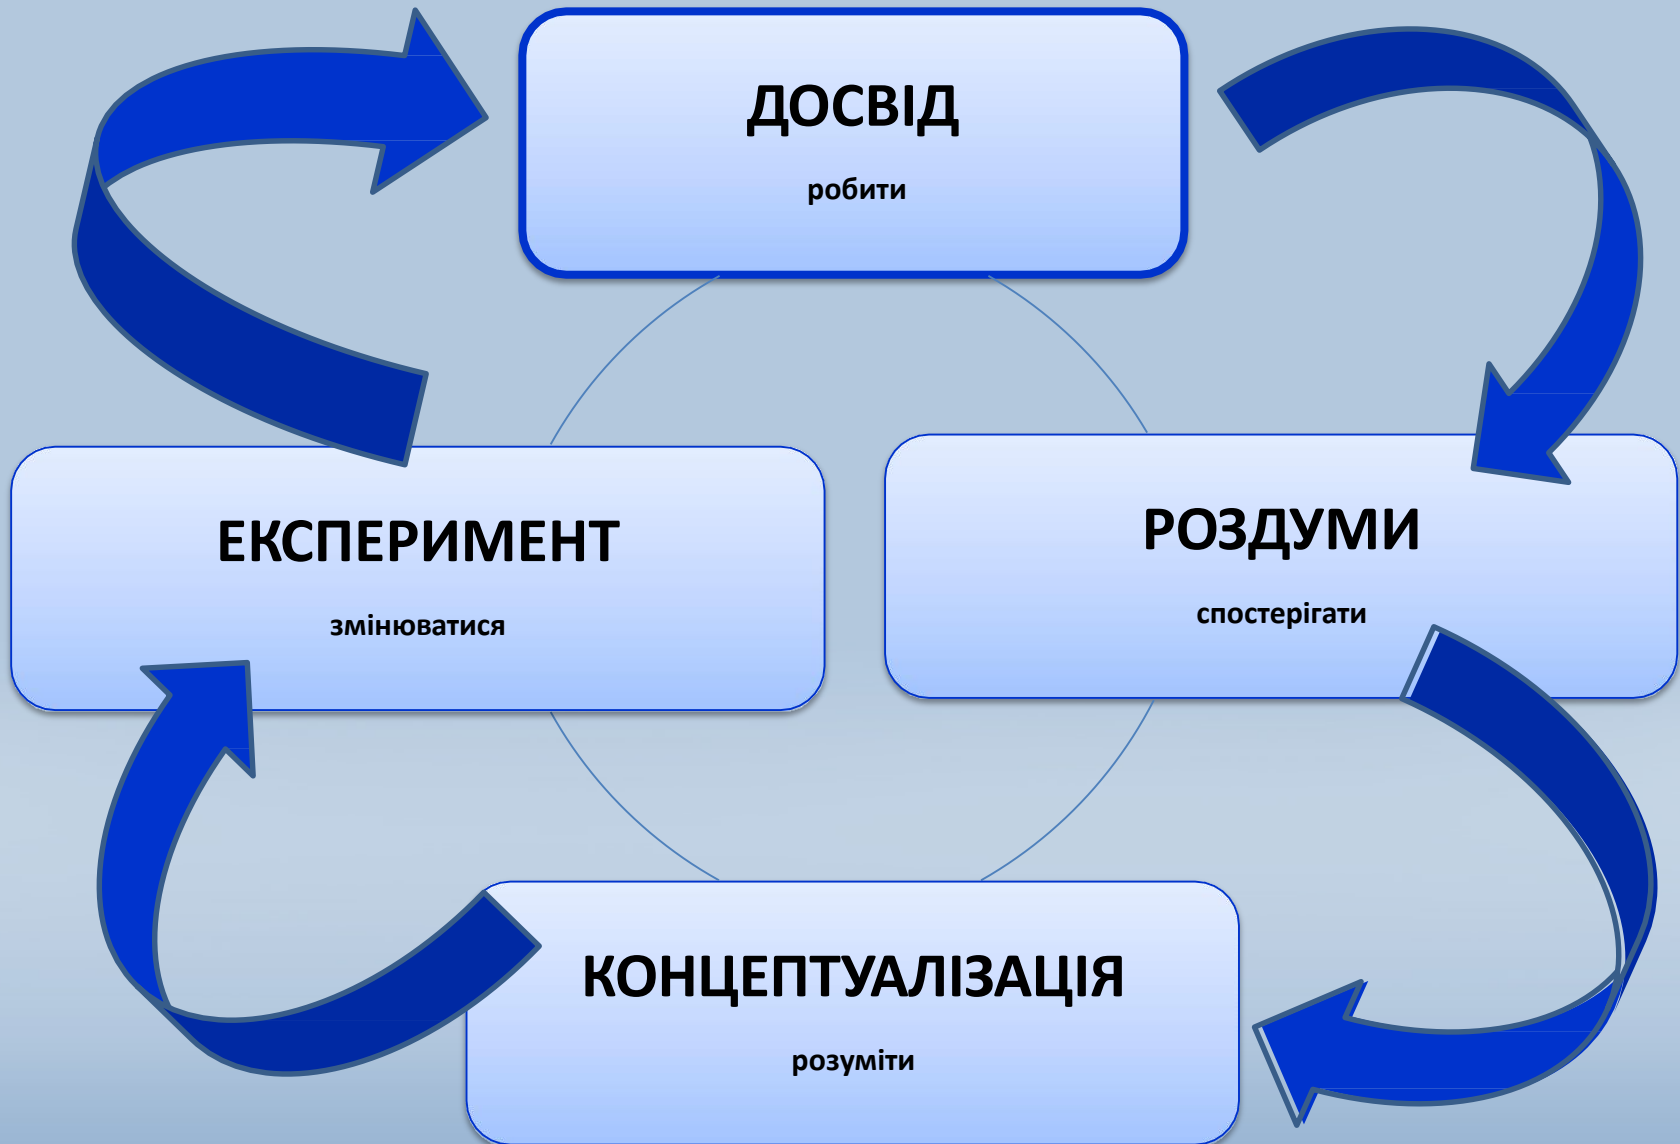 ДОСВІД
робити
ЕКСПЕРИМЕНТ
змінюватися
РОЗДУМИ
спостерігати
КОНЦЕПТУАЛІЗАЦІЯ
розуміти